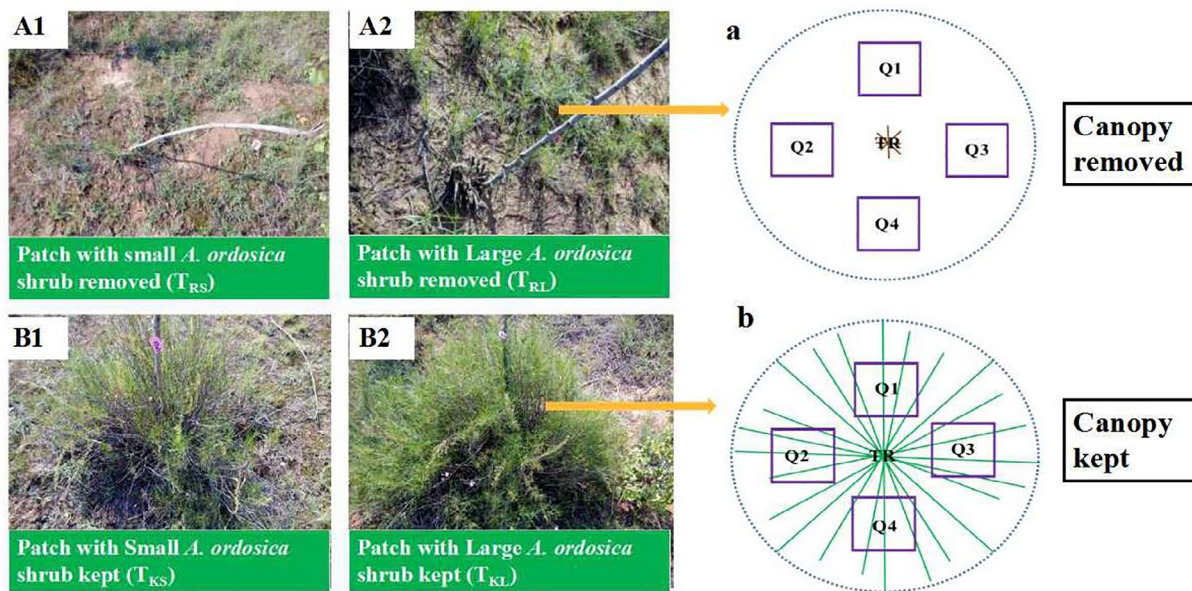 A1
Patch with small A. ordosica
shrub removed (TRS)
A2
Patch with Large A. ordosica
shrub removed (TRL)
a
Q1
Q2
TR
Q3
Q4
Canopy
removed
B1
Patch with Small A. ordosica
shrub kept (TKS)
B2
Patch with Large A. ordosica
shrub kept (TKL)
b
Q1
Q2
TR
Q3
Q4
Canopy
kept